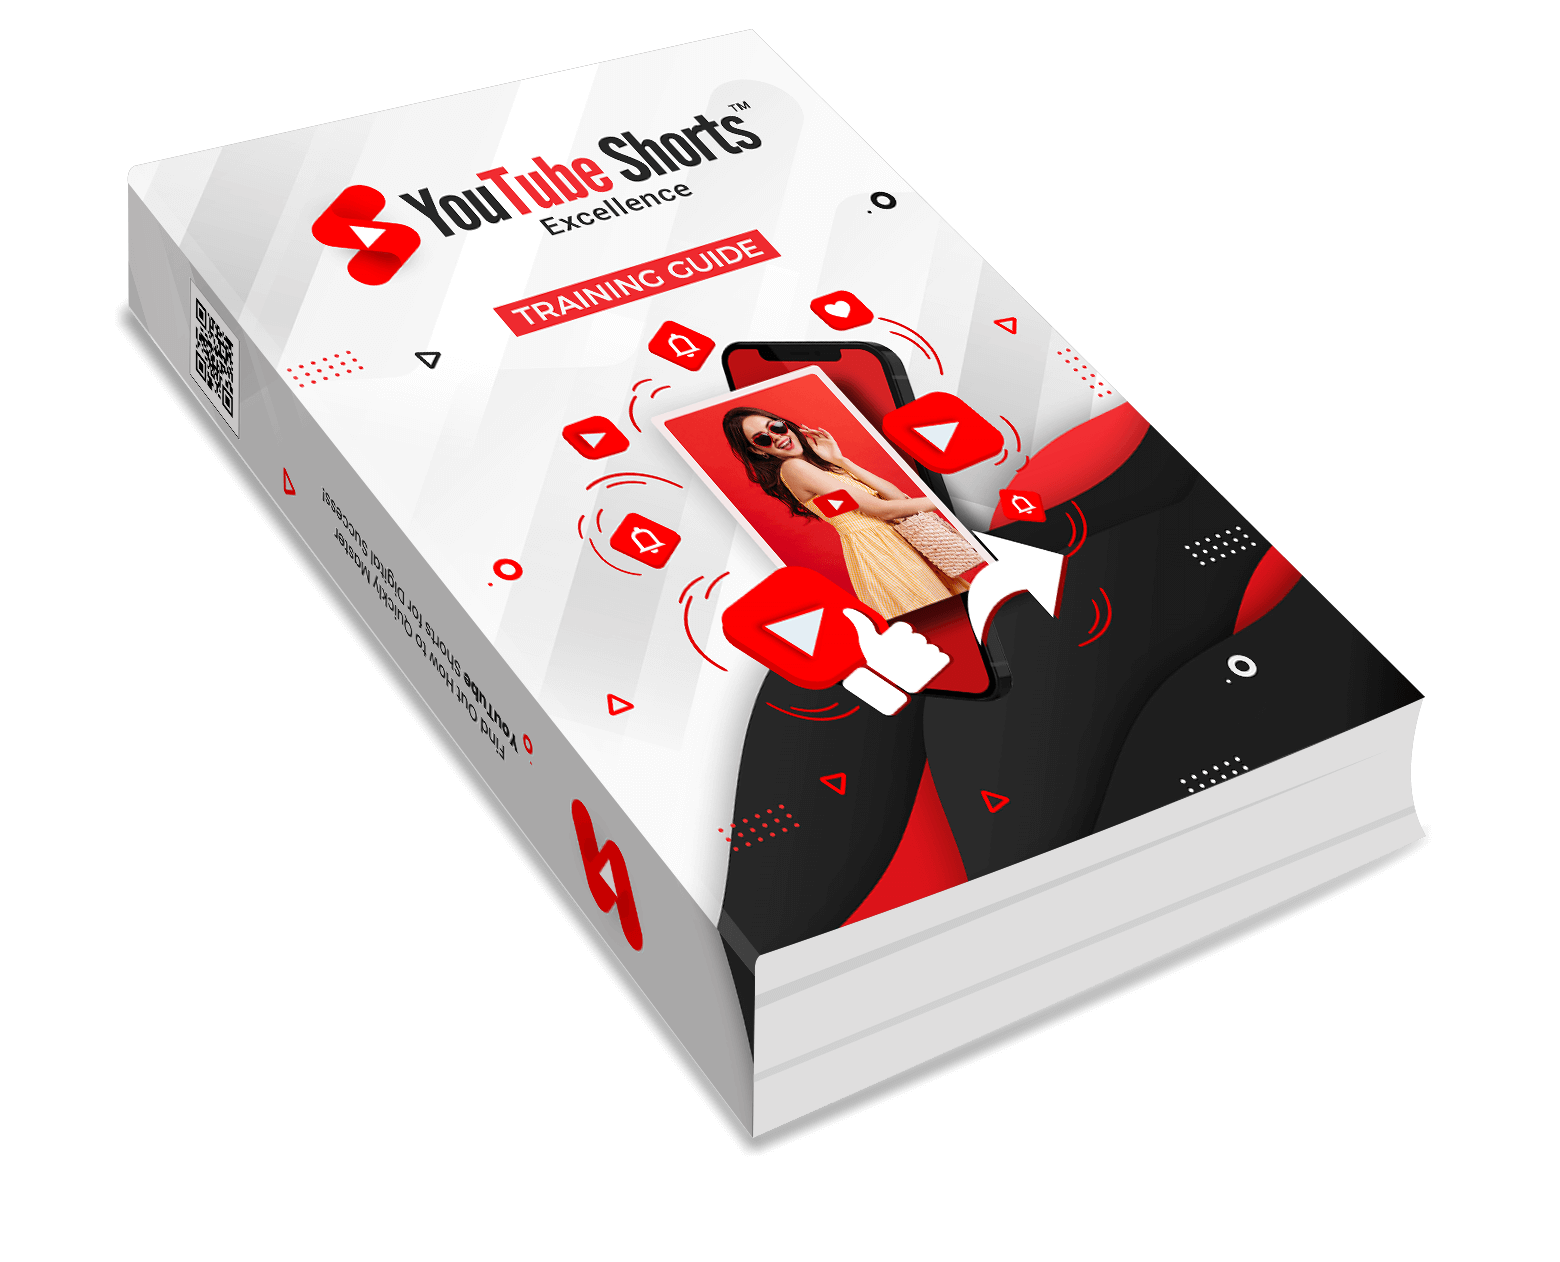 YouTube Shorts™
Excellence
TRAINING GUIDE
Find Out How to Quickly Master
YouTube Shorts for Digital success!